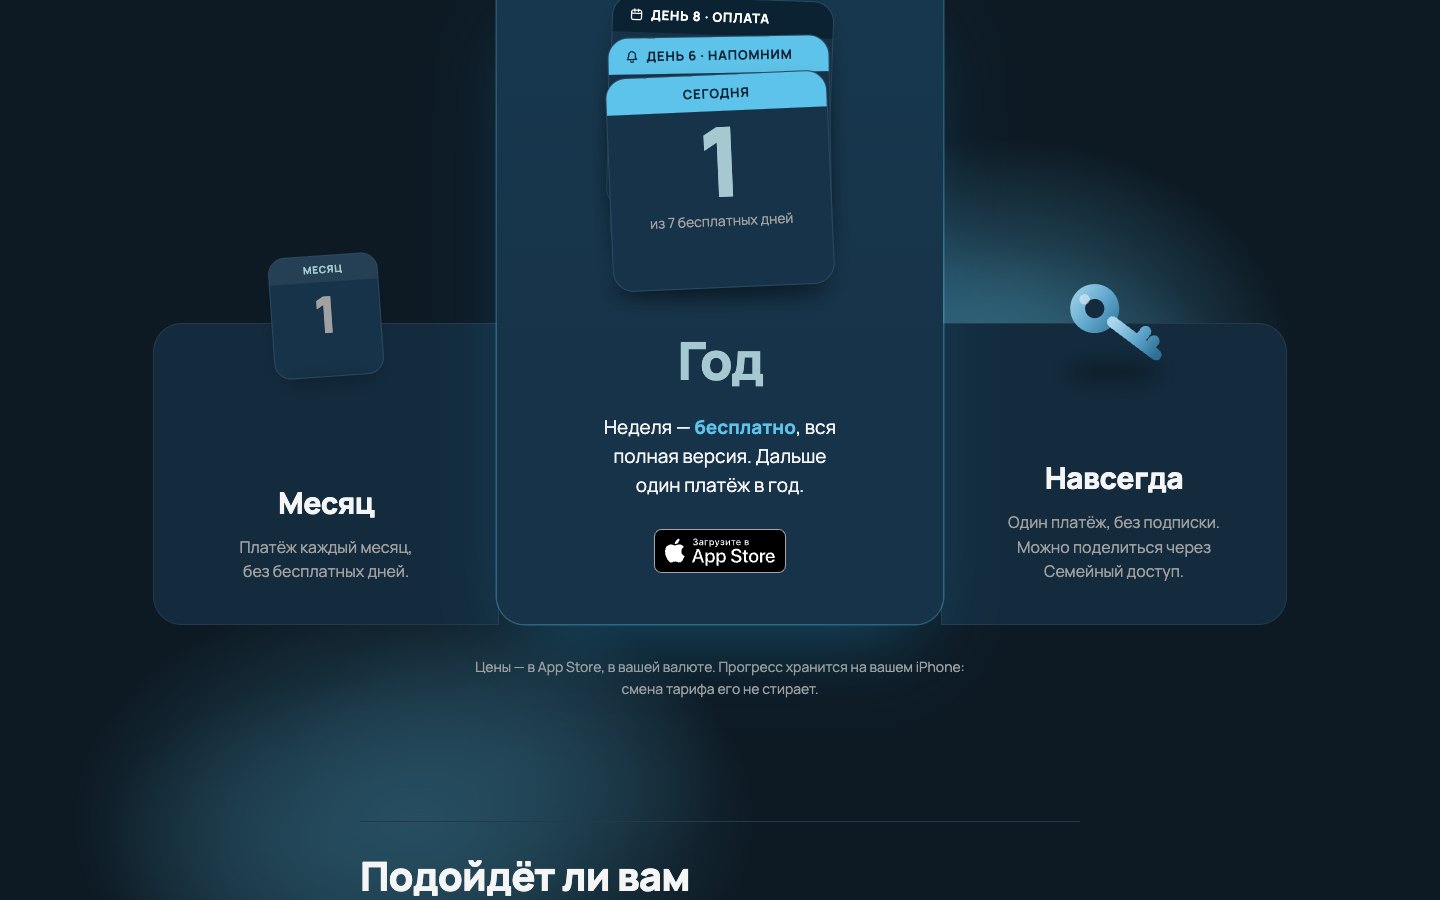 ДЕНЬ 8 · ОПЛАТА
ДЕНЬ 6 · НАПОМНИМ
СЕГОДНЯ
1
из 7 бесплатных дней
МЕСЯЦ
1
Год
Неделя — бесплатно, вся
полная версия. Дальше
один платёж в год.
Загрузите в
App Store
Месяц
Платёж каждый месяц,
без бесплатных дней.
Навсегда
Один платёж, без подписки.
Можно поделиться через
Семейный доступ.
Цены — в App Store, в вашей валюте. Прогресс хранится на вашем iPhone:
смена тарифа его не стирает.
Подойдёт ли вам